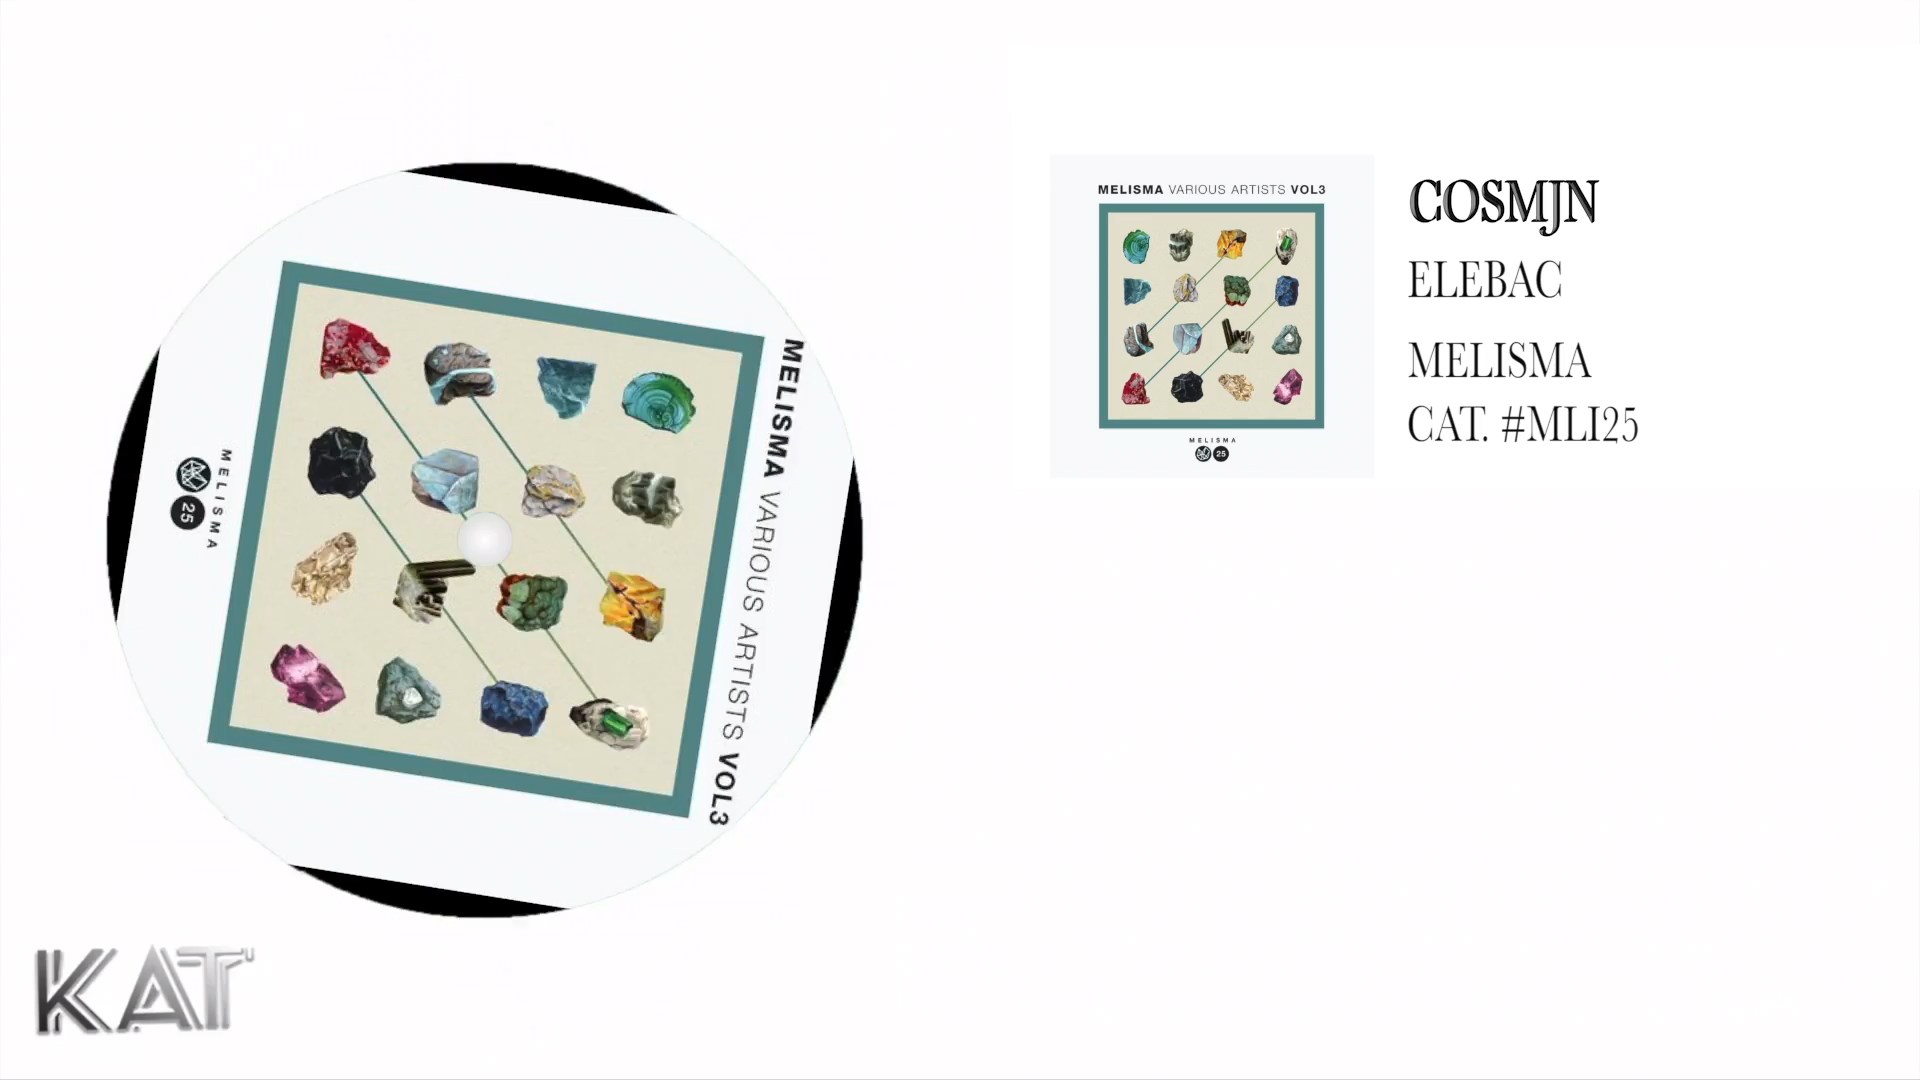 MELISMA VARIOUS ARTISTS VOL3
MELISMA
25
MELISMA VARIOUS ARTISTS VOL3
MELISMA
25
COSMJN
ELEBAC
MELISMA
CAT. #MLI25
KAT